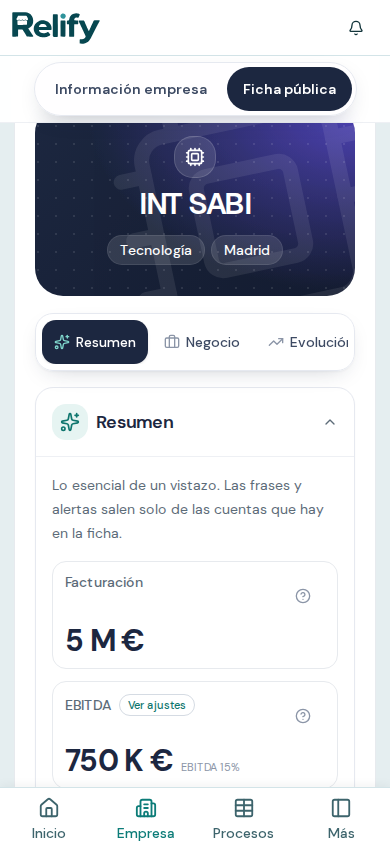 Relify
Información empresa
Ficha pública
INT SABI
Tecnología
Madrid
Resumen
Negocio
Evolución
Resumen
Lo esencial de un vistazo. Las frases y
alertas salen solo de las cuentas que hay
en la ficha.
Facturación
5 M €
EBITDA
Ver ajustes
750 K €
EBITDA 15%
Inicio
Empresa
Procesos
Más